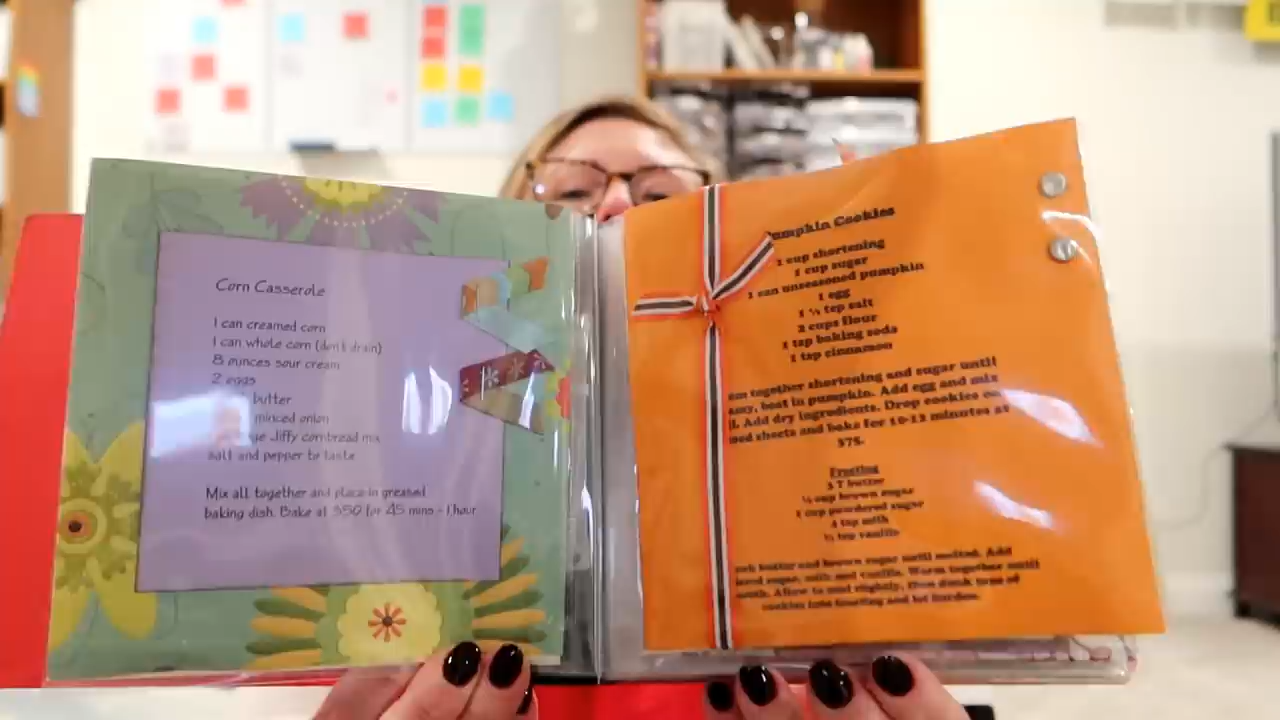 Corn Casserole
1 can creamed corn
1 can whole corn (don't drain)
8 ounces sour cream
2 eggs
butter
minced onion
Jiffy cornbread mix
salt and pepper to taste
Mix all together and place in greased
baking dish. Bake at 350 for 45 mins - 1 hour
umpkin Cookies
1 cup shortening
1 cup sugar
1 can unseasoned pumpkin
1 egg
1 tsp salt
2 cups flour
1 tsp baking soda
1 tsp cinnamon
together shortening and sugar until
beat in pumpkin. Add egg and mix
Add dry ingredients. Drop cookies on
sheets and bake for 10-12 minutes at
375.
Frosting
3 T butter
cup brown sugar
1 cup powdered sugar
4 tsp milk
tsp vanilla
butter and brown sugar until melted. Add
sugar, milk and vanilla. Warm together until
Allow to cool slightly, then dunk tops of
cookies into frosting and let harden.